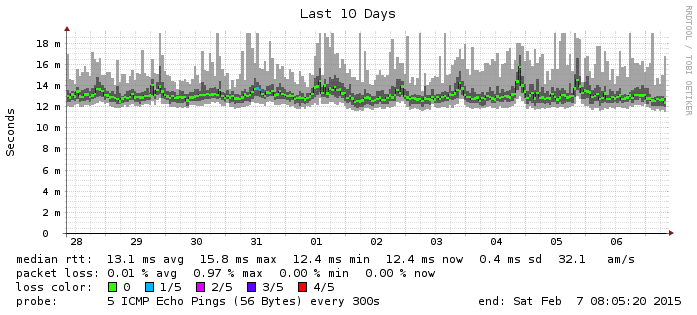 Last 10 Days
RRDTOOL / TOBI OETIKER
Seconds
18 m
16 m
14 m
12 m
10 m
8 m
6 m
4 m
2 m
0
28 29 30 31 01 02 03 04 05 06
median rtt: 13.1 ms avg 15.8 ms max 12.4 ms min 12.4 ms now 0.4 ms sd 32.1 am/s
packet loss: 0.01 % avg 0.97 % max 0.00 % min 0.00 % now
loss color: 0 1/5 2/5 3/5 4/5
probe: 5 ICMP Echo Pings (56 Bytes) every 300s end: Sat Feb 7 08:05:20 2015